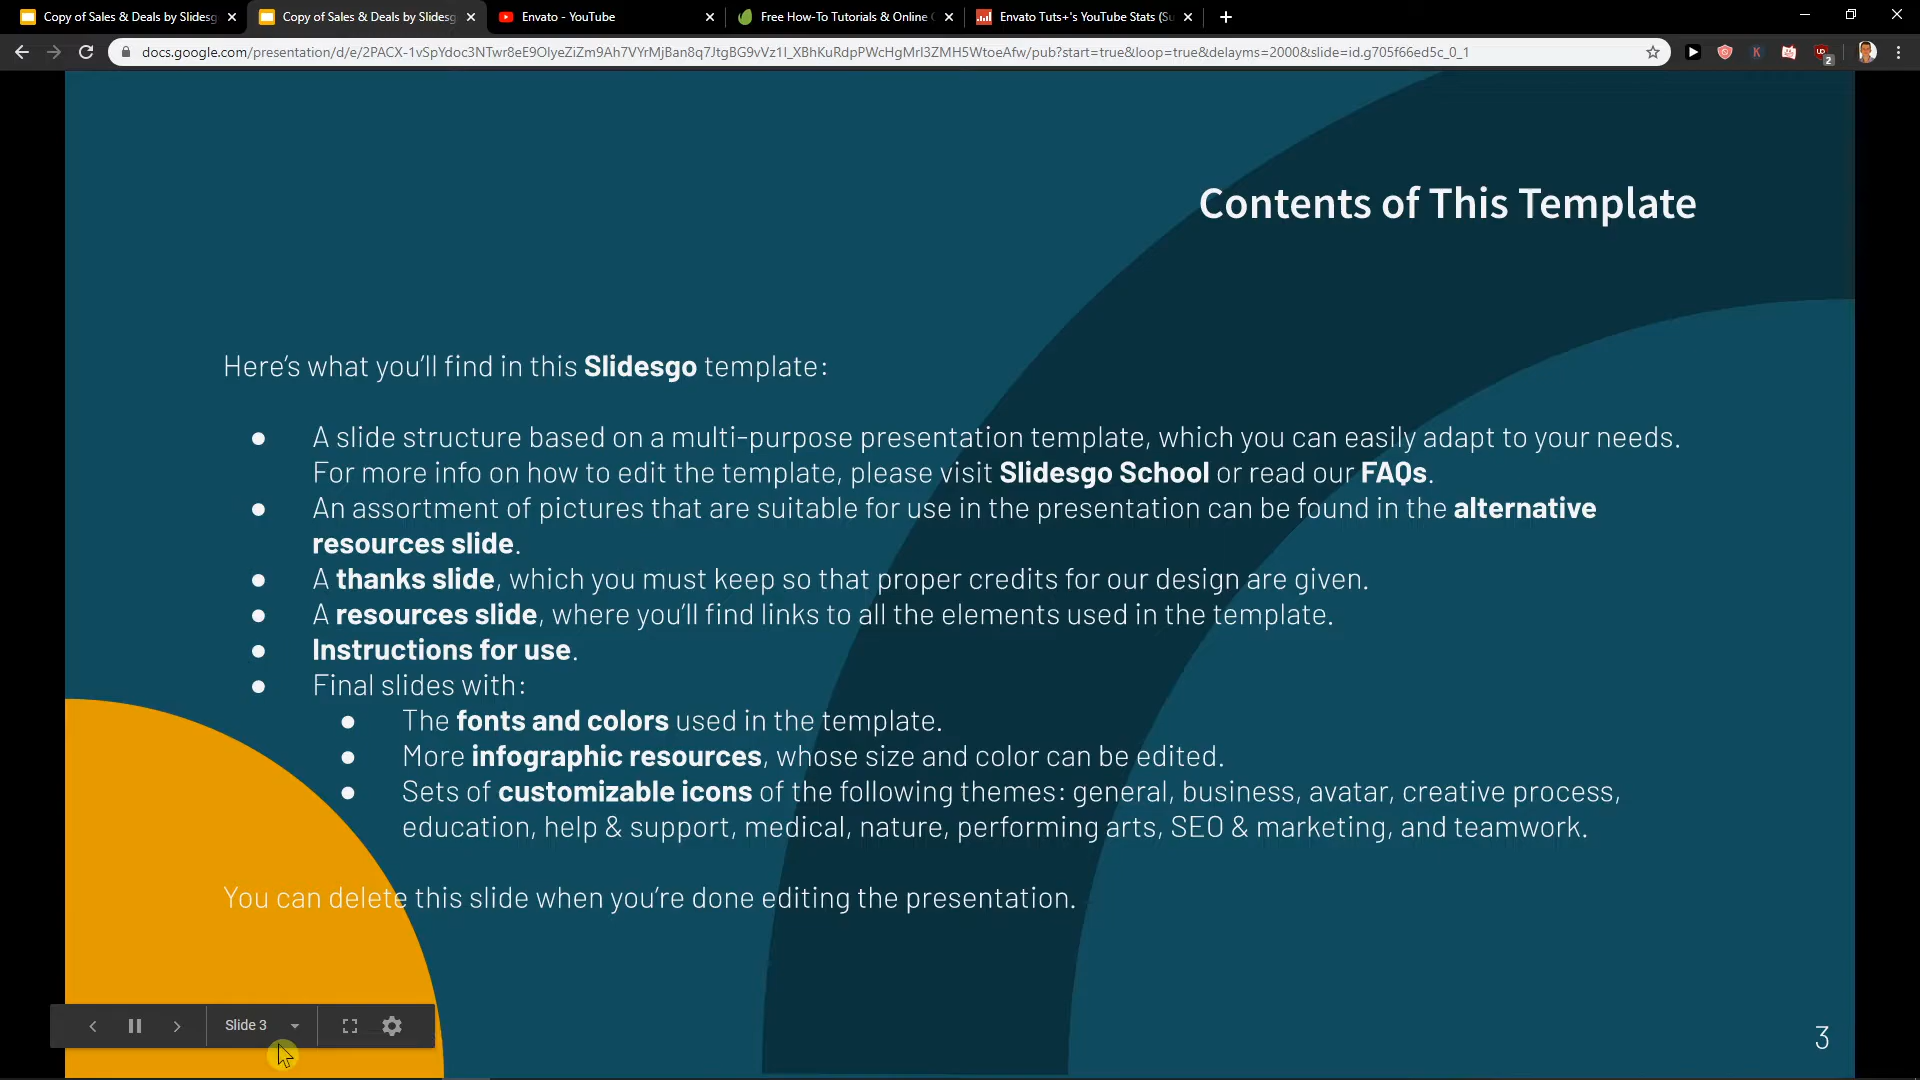 Copy of Sales & Deals by Slidesg
Copy of Sales & Deals by Slidesg
Envato - YouTube
Free How-To Tutorials & Online
Envato Tuts+'s YouTube Stats (Su
docs.google.com/presentation/d/e/2PACX-1vSpYdoc3NTwr8eE9OIyeZiZm9Ah7VYrMjBan8q7JtgBG9vVz1l_XBhKuRdpPWcHgMrI3ZMH5WtoeAfw/pub?start=true&loop=true&delayms=2000&slide=id.g705f66ed5c_0_1
K
2
Contents of This Template
Here's what you'll find in this Slidesgo template:
● A slide structure based on a multi-purpose presentation template, which you can easily adapt to your needs.
For more info on how to edit the template, please visit Slidesgo School or read our FAQs.
● An assortment of pictures that are suitable for use in the presentation can be found in the alternative
resources slide.
● A thanks slide, which you must keep so that proper credits for our design are given.
● A resources slide, where you'll find links to all the elements used in the template.
● Instructions for use.
● Final slides with:
● The fonts and colors used in the template.
● More infographic resources, whose size and color can be edited.
● Sets of customizable icons of the following themes: general, business, avatar, creative process,
education, help & support, medical, nature, performing arts, SEO & marketing, and teamwork.
You can delete this slide when you're done editing the presentation.
Slide 3
3